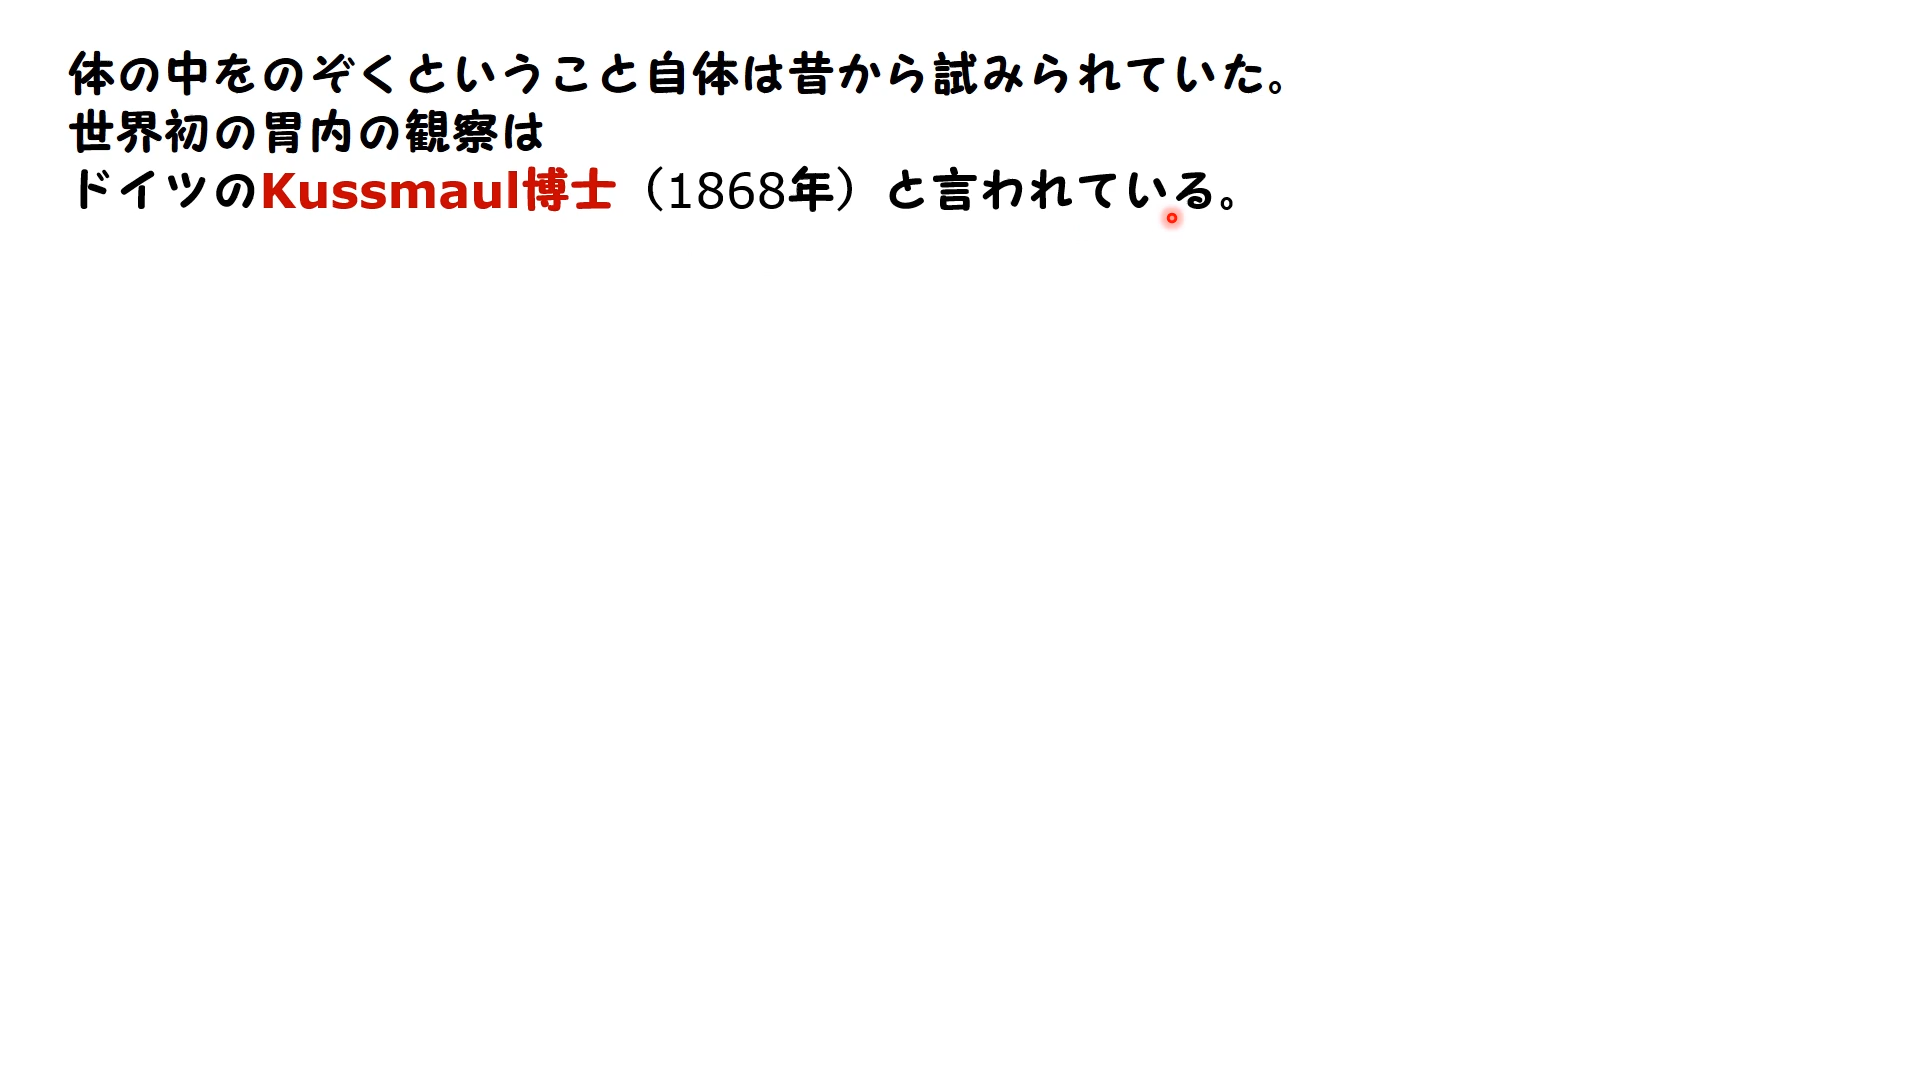 体の中をのぞくということ自体は昔から試みられていた。
世界初の胃内の観察は
ドイツのKussmaul博士（1868年）と言われている。